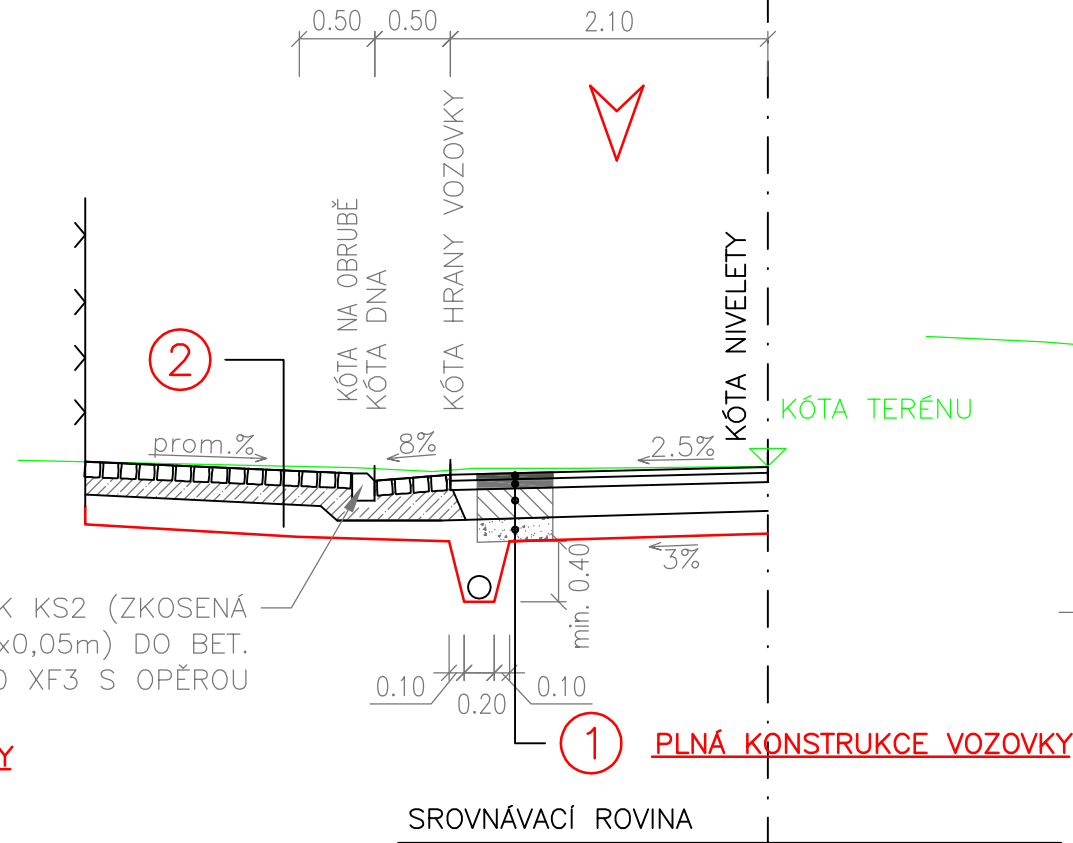 0.50 0.50 2.10
KÓTA NA OBRUBĚ
KÓTA DNA
KÓTA HRANY VOZOVKY
KÓTA NIVELETY
2
KÓTA TERÉNU
prom.%
8%
2.5%
3%
min. 0.40
K KS2 (ZKOSENÁ
x0,05m) DO BET.
XF3 S OPĚROU
0.10 0.20 0.10
1 PLNÁ KONSTRUKCE VOZOVKY
Y
SROVNÁVACÍ ROVINA